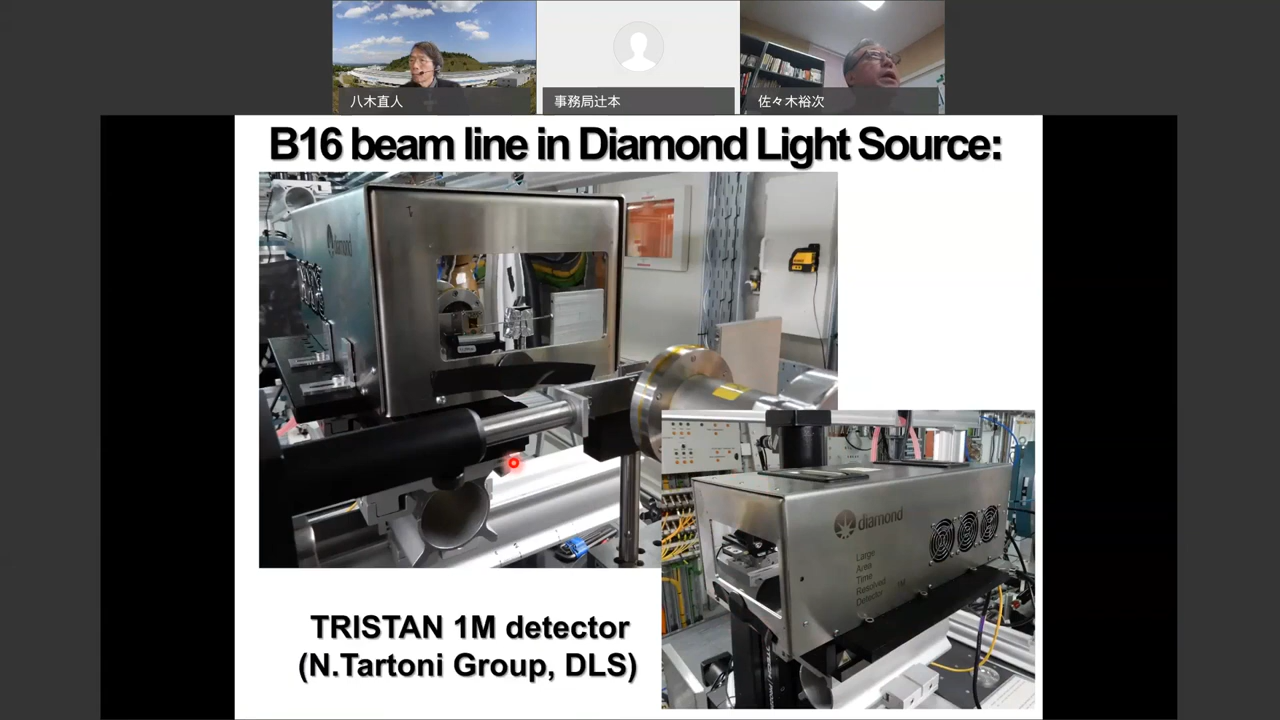 八木直人
事務局辻本
佐々木裕次
B16 beam line in Diamond Light Source:
diamond
diamond
Large
Area
Time
Resolved
Detector 1M
TRISTAN 1M detector
(N.Tartoni Group, DLS)